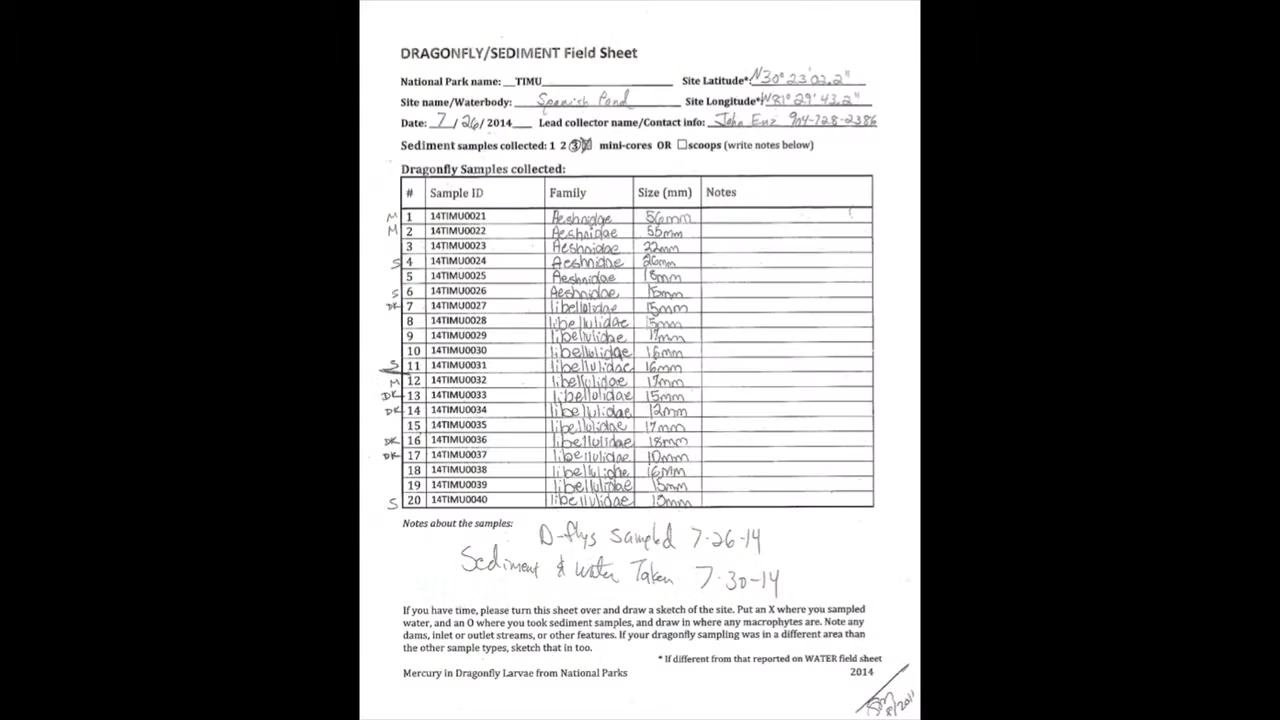 DRAGONFLY/SEDIMENT Field Sheet
National Park name: __TIMU__ Site Latitude*: N30° 23'02.2"
Site name/Waterbody: Spanish Pond Site Longitude* W81° 29' 43.2"
Date: 7/26/2014 Lead collector name/Contact info: John Enz 904-728-2386
Sediment samples collected: 1 2 3 mini-cores OR ☐scoops (write notes below)
Dragonfly Samples collected:
# Sample ID Family Size (mm) Notes
M 1 14TIMU0021 Aeshnidae 56mm
M 2 14TIMU0022 Aeshnidae 55mm
3 14TIMU0023 Aeshnidae 22mm
S 4 14TIMU0024 Aeshnidae 26mm
5 14TIMU0025 Aeshnidae 18mm
S 6 14TIMU0026 Aeshnidae 15mm
DK 7 14TIMU0027 libellulidae 15mm
8 14TIMU0028 libellulidae 15mm
9 14TIMU0029 libellulidae 17mm
10 14TIMU0030 libellulidae 16mm
S 11 14TIMU0031 libellulidae 16mm
M 12 14TIMU0032 libellulidae 17mm
DK 13 14TIMU0033 libellulidae 15mm
DK 14 14TIMU0034 libellulidae 12mm
15 14TIMU0035 libellulidae 17mm
DK 16 14TIMU0036 libellulidae 18mm
DK 17 14TIMU0037 libellulidae 10mm
18 14TIMU0038 libellulidae 16mm
19 14TIMU0039 libellulidae 15mm
S 20 14TIMU0040 libellulidae
Notes about the samples:
D-flys Sampled 7-26-14
Sediment & Water Taken 7-30-14
If you have time, please turn this sheet over and draw a sketch of the site. Put an X where you sampled
water, and an O where you took sediment samples, and draw in where any macrophytes are. Note any
dams, inlet or outlet streams, or other features. If your dragonfly sampling was in a different area than
the other sample types, sketch that in too.
* If different from that reported on WATER field sheet
Mercury in Dragonfly Larvae from National Parks 2014